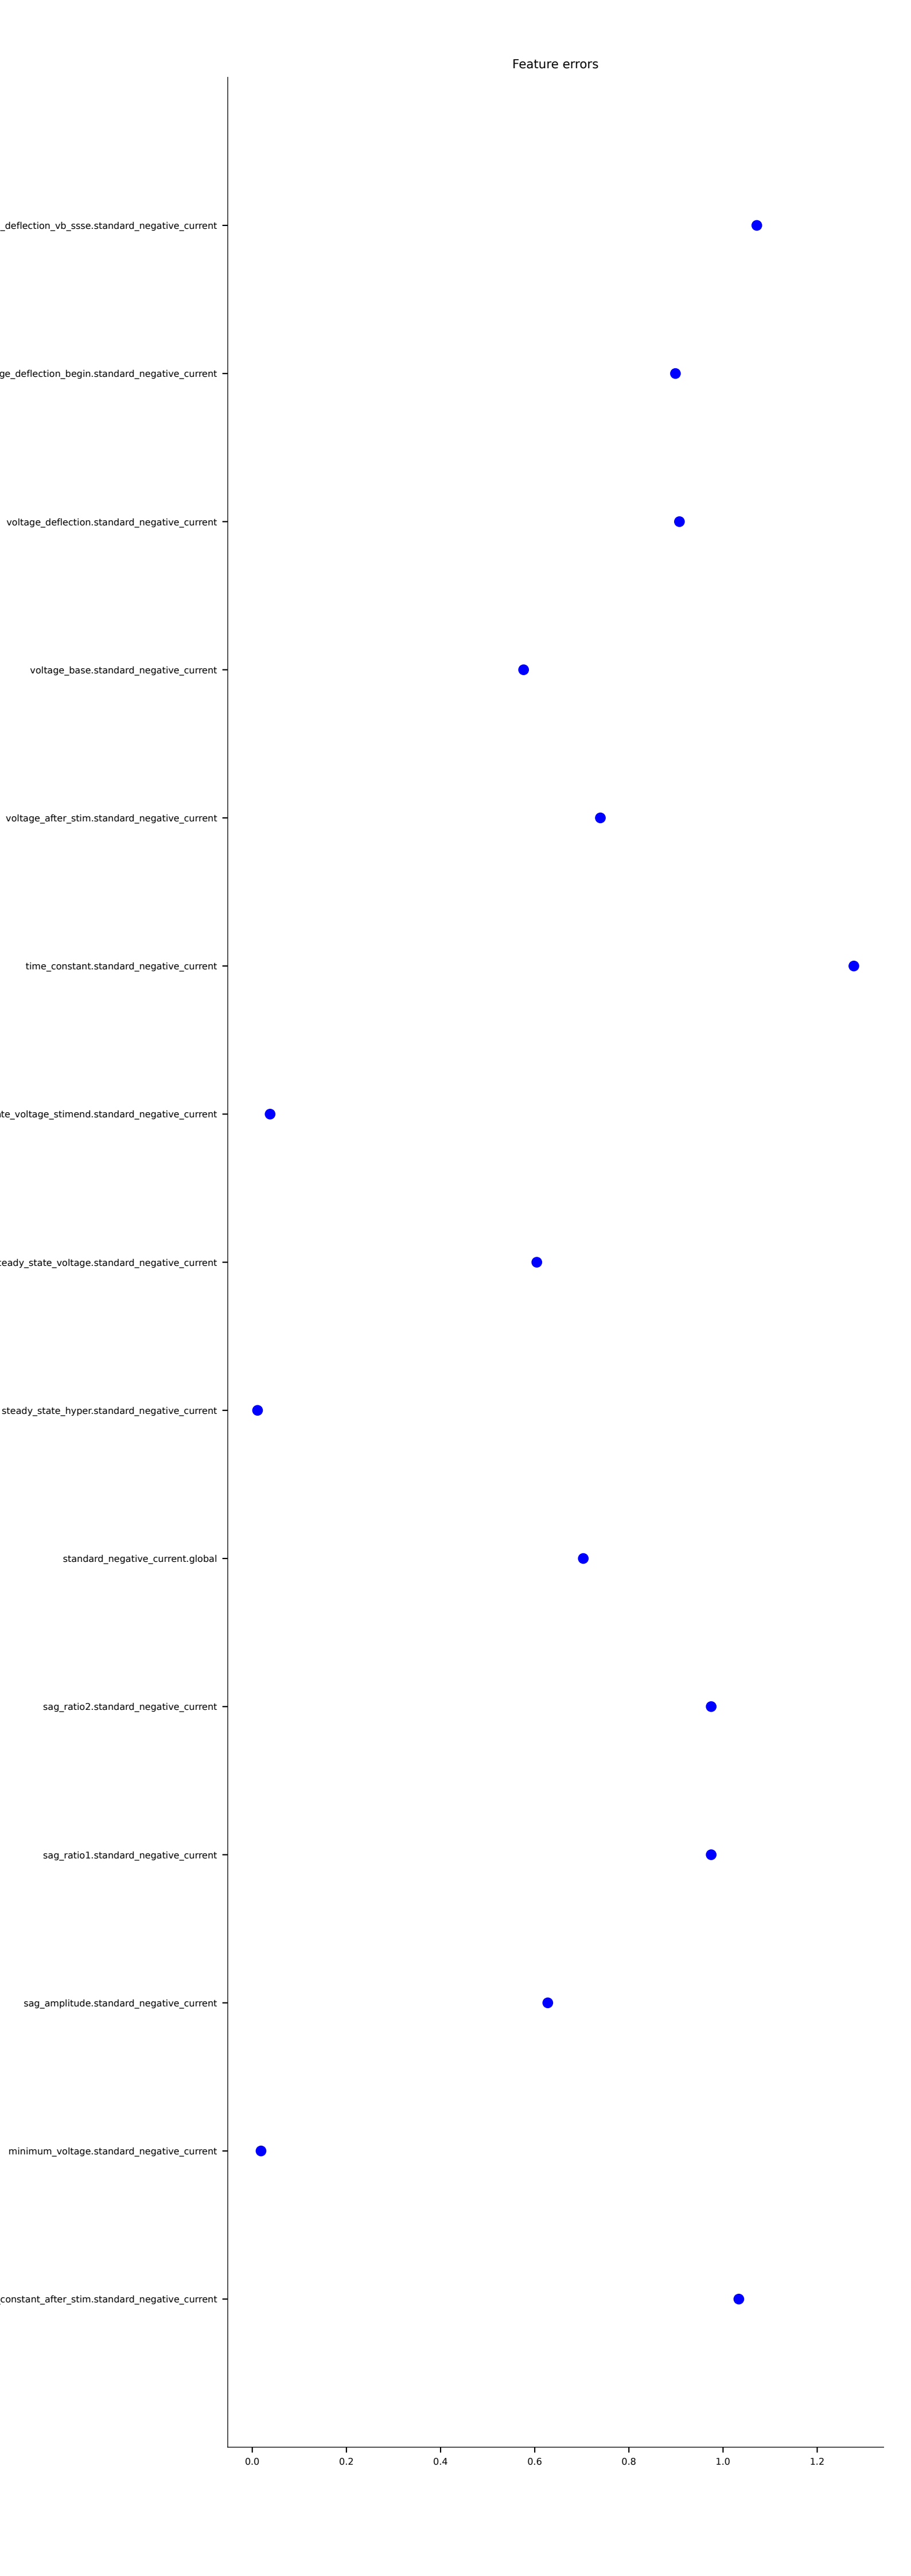 Feature errors
_deflection_vb_ssse.standard_negative_current
ge_deflection_begin.standard_negative_current
voltage_deflection.standard_negative_current
voltage_base.standard_negative_current
voltage_after_stim.standard_negative_current
time_constant.standard_negative_current
te_voltage_stimend.standard_negative_current
eady_state_voltage.standard_negative_current
steady_state_hyper.standard_negative_current
standard_negative_current.global
sag_ratio2.standard_negative_current
sag_ratio1.standard_negative_current
sag_amplitude.standard_negative_current
minimum_voltage.standard_negative_current
constant_after_stim.standard_negative_current
0.0 0.2 0.4 0.6 0.8 1.0 1.2